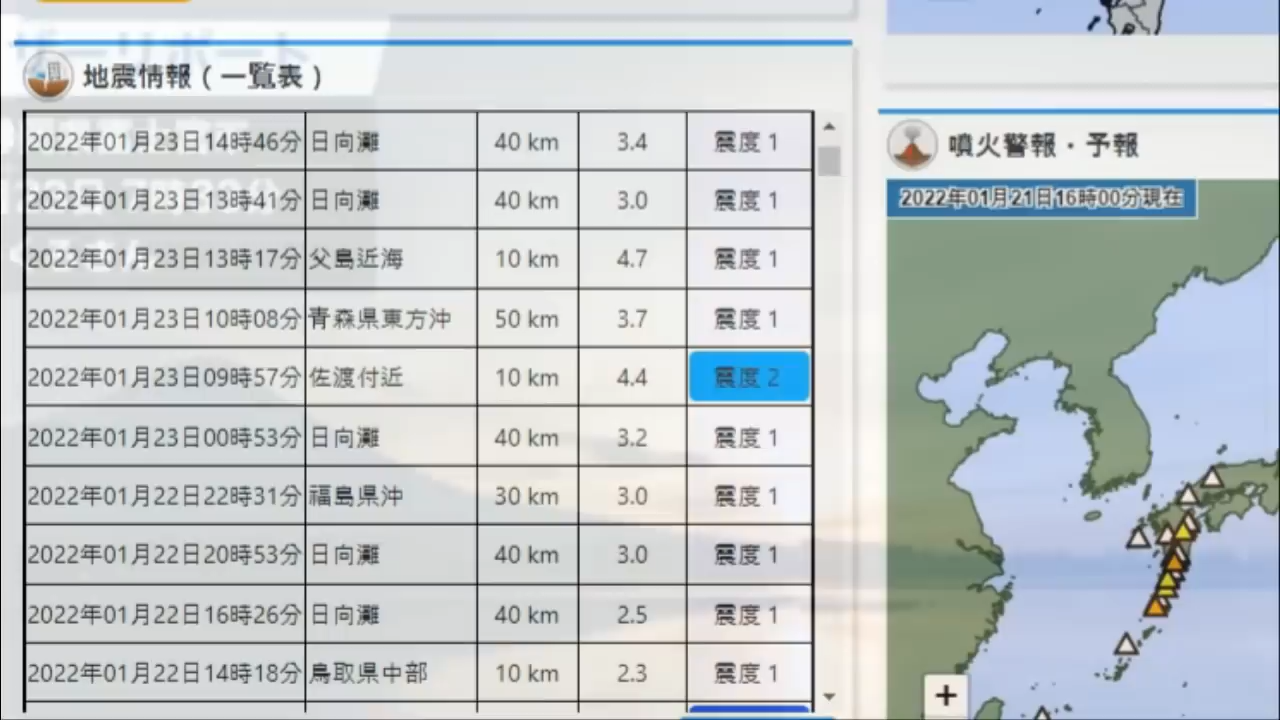 地震情報（一覧表）
2022年01月23日14時46分 日向灘 40 km 3.4 震度 1
2022年01月23日13時41分 日向灘 40 km 3.0 震度 1
2022年01月23日13時17分 父島近海 10 km 4.7 震度 1
2022年01月23日10時08分 青森県東方沖 50 km 3.7 震度 1
2022年01月23日09時57分 佐渡付近 10 km 4.4 震度 2
2022年01月23日00時53分 日向灘 40 km 3.2 震度 1
2022年01月22日22時31分 福島県沖 30 km 3.0 震度 1
2022年01月22日20時53分 日向灘 40 km 3.0 震度 1
2022年01月22日16時26分 日向灘 40 km 2.5 震度 1
2022年01月22日14時18分 鳥取県中部 10 km 2.3 震度 1
噴火警報・予報
2022年01月21日16時00分現在
+